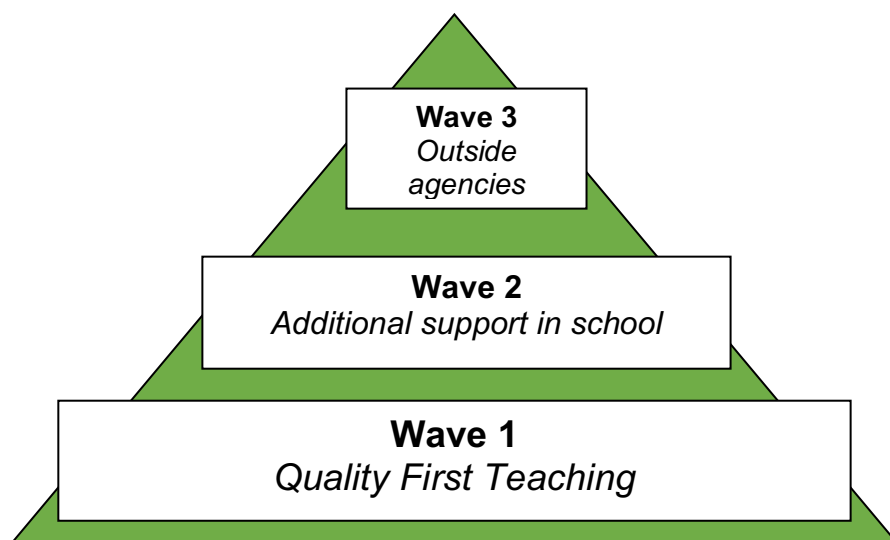 Wave 3
Outside
agencies
Wave 2
Additional support in school
Wave 1
Quality First Teaching